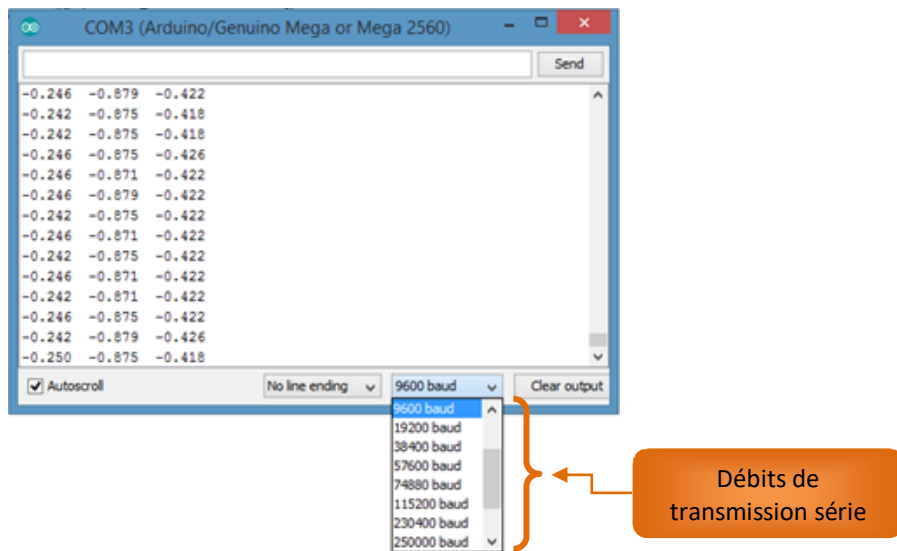 COM3 (Arduino/Genuino Mega or Mega 2560)
Send
-0.246 -0.879 -0.422
-0.242 -0.875 -0.418
-0.242 -0.875 -0.418
-0.246 -0.875 -0.426
-0.246 -0.871 -0.422
-0.246 -0.879 -0.422
-0.242 -0.875 -0.422
-0.246 -0.871 -0.422
-0.242 -0.875 -0.422
-0.246 -0.871 -0.422
-0.242 -0.871 -0.422
-0.246 -0.875 -0.422
-0.242 -0.879 -0.426
-0.250 -0.875 -0.418
Autoscroll No line ending 9600 baud Clear output
9600 baud
19200 baud
38400 baud
57600 baud
74880 baud
115200 baud
230400 baud
250000 baud
Débits de
transmission série